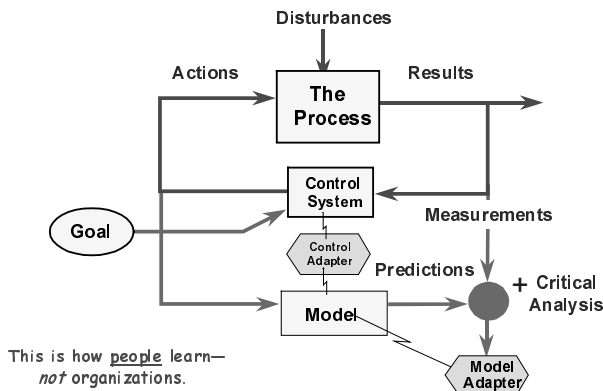 Disturbances
Actions
Results
The
Process
Control
System
Measurements
Goal
Control
Adapter
Predictions
+ Critical
Analysis
Model
This is how people learn—
not organizations.
Model
Adapter